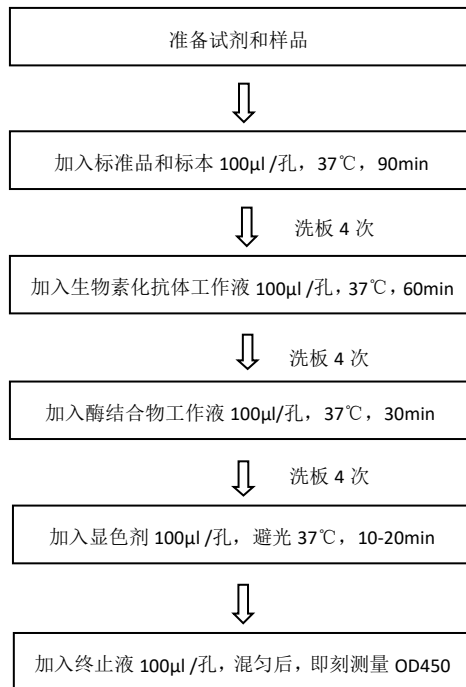 准备试剂和样品
加入标准品和标本 100μl /孔，37℃，90min
洗板 4 次
加入生物素化抗体工作液 100μl /孔，37℃，60min
洗板 4 次
加入酶结合物工作液 100μl/孔，37℃，30min
洗板 4 次
加入显色剂 100μl /孔，避光 37℃，10-20min
加入终止液 100μl /孔，混匀后，即刻测量 OD450